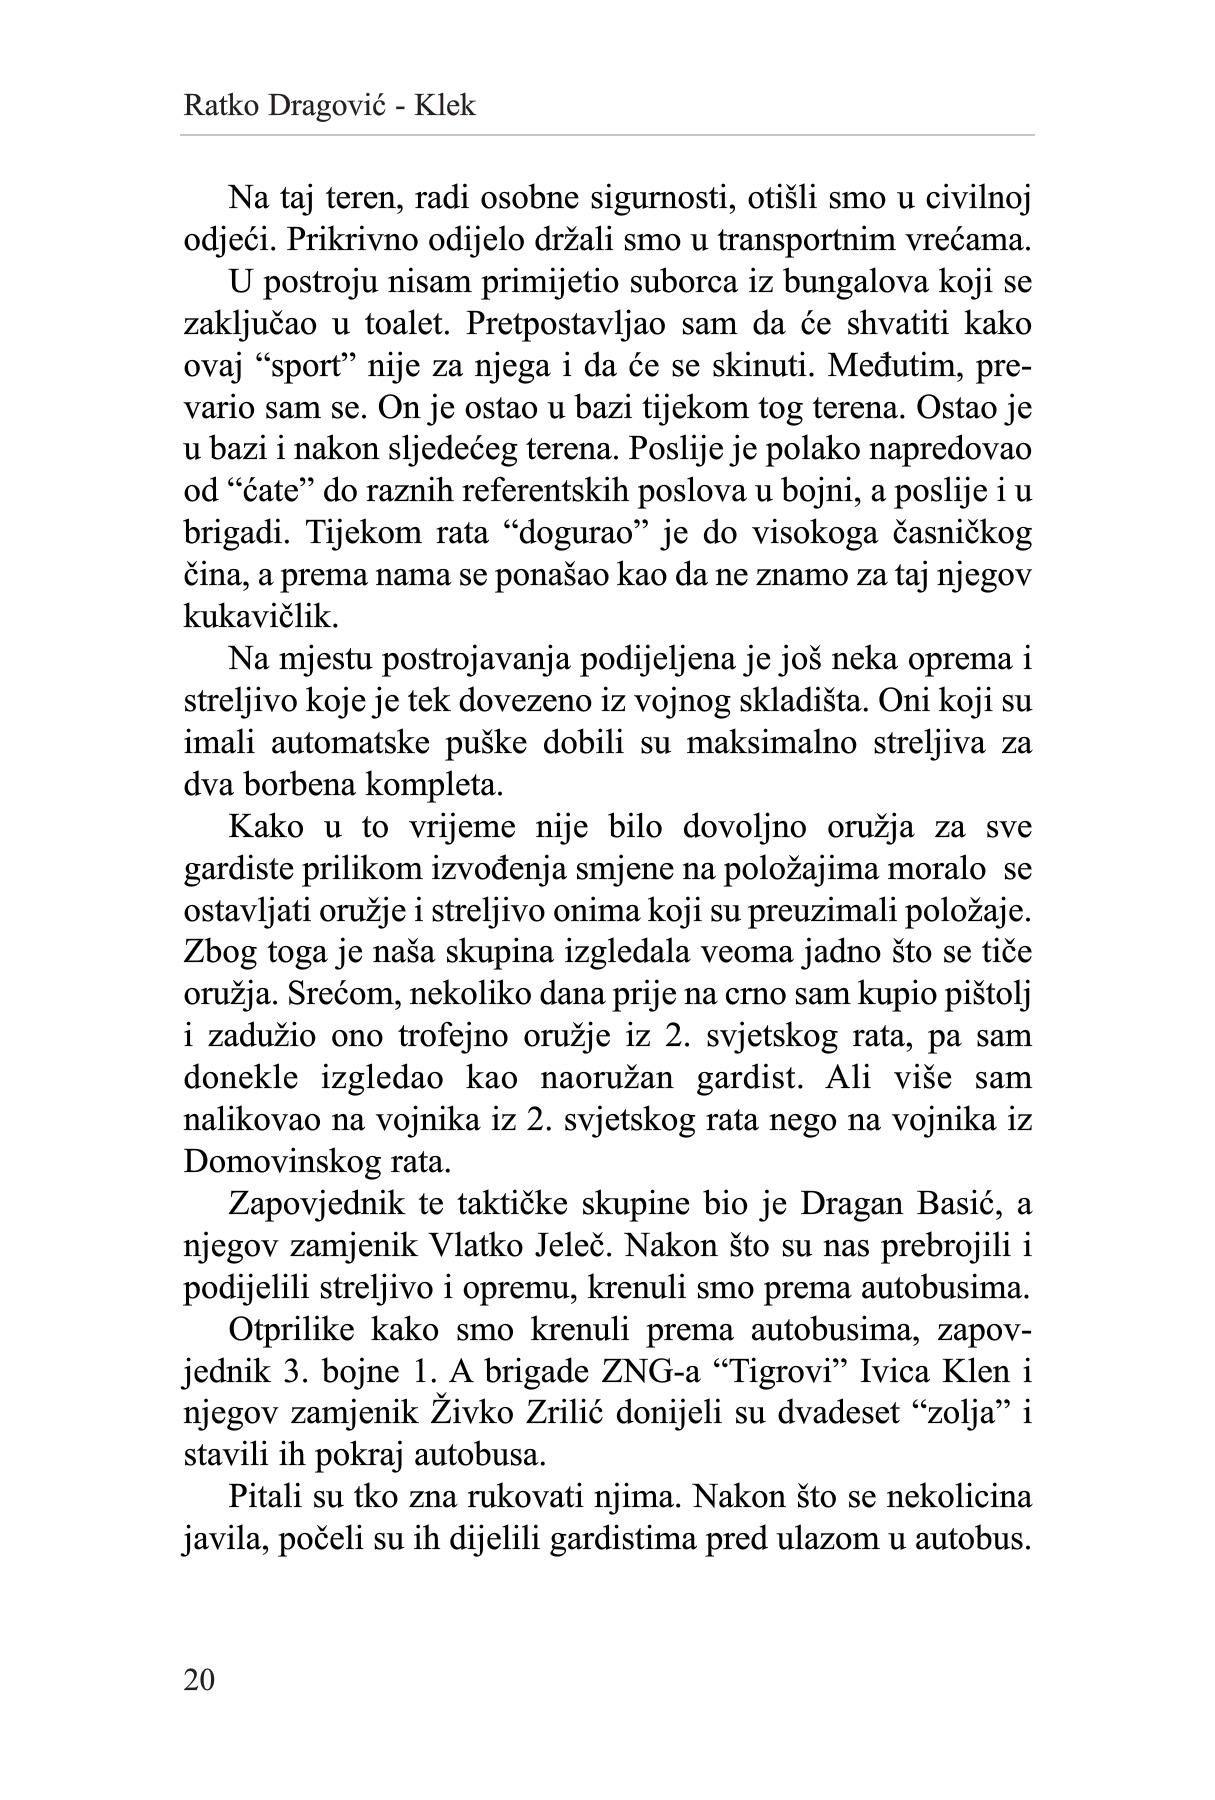 Ratko Dragović - Klek
Na taj teren, radi osobne sigurnosti, otišli smo u civilnoj
odjeći. Prikrivno odijelo držali smo u transportnim vrećama.
U postroju nisam primijetio suborca iz bungalova koji se
zaključao u toalet. Pretpostavljao sam da će shvatiti kako
ovaj “sport” nije za njega i da će se skinuti. Međutim, pre-
vario sam se. On je ostao u bazi tijekom tog terena. Ostao je
u bazi i nakon sljedećeg terena. Poslije je polako napredovao
od “ćate” do raznih referentskih poslova u bojni, a poslije i u
brigadi. Tijekom rata “dogurao” je do visokoga časničkog
čina, a prema nama se ponašao kao da ne znamo za taj njegov
kukavičlik.
Na mjestu postrojavanja podijeljena je još neka oprema i
streljivo koje je tek dovezeno iz vojnog skladišta. Oni koji su
imali automatske puške dobili su maksimalno streljiva za
dva borbena kompleta.
Kako u to vrijeme nije bilo dovoljno oružja za sve
gardiste prilikom izvođenja smjene na položajima moralo  se
ostavljati oružje i streljivo onima koji su preuzimali položaje.
Zbog toga je naša skupina izgledala veoma jadno što se tiče
oružja. Srećom, nekoliko dana prije na crno sam kupio pištolj
i zadužio ono trofejno oružje iz 2. svjetskog rata, pa sam
donekle izgledao kao naoružan gardist. Ali više sam
nalikovao na vojnika iz 2. svjetskog rata nego na vojnika iz
Domovinskog rata.
Zapovjednik te taktičke skupine bio je Dragan Basić, a
njegov zamjenik Vlatko Jeleč. Nakon što su nas prebrojili i
podijelili streljivo i opremu, krenuli smo prema autobusima.
Otprilike kako smo krenuli prema autobusima, zapov-
jednik 3. bojne 1. A brigade ZNG-a “Tigrovi” Ivica Klen i
njegov zamjenik Živko Zrilić donijeli su dvadeset “zolja” i
stavili ih pokraj autobusa.
Pitali su tko zna rukovati njima. Nakon što se nekolicina
javila, počeli su ih dijelili gardistima pred ulazom u autobus.
20